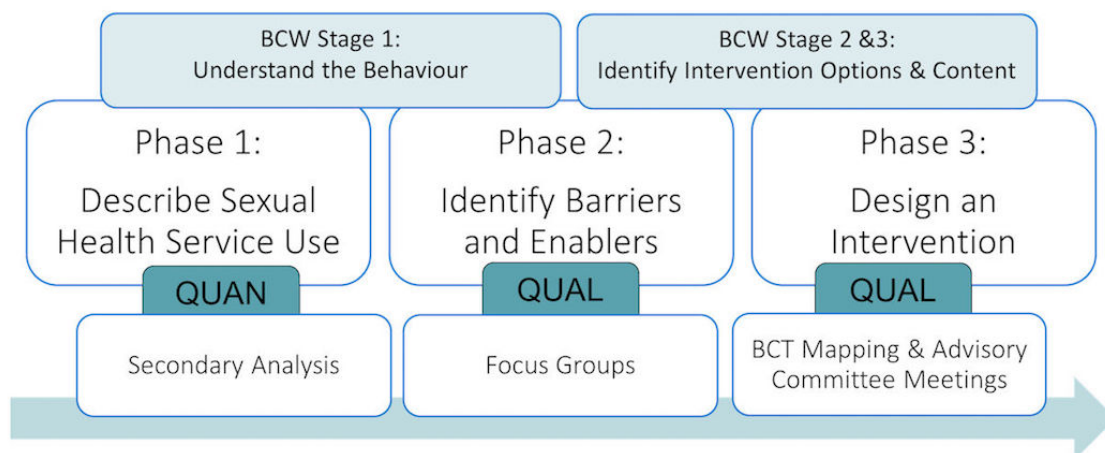 BCW Stage 1:
Understand the Behaviour
BCW Stage 2 &3:
Identify Intervention Options & Content
Phase 1:
Describe Sexual
Health Service Use
QUAN
Secondary Analysis
Phase 2:
Identify Barriers
and Enablers
QUAL
Focus Groups
Phase 3:
Design an
Intervention
QUAL
BCT Mapping & Advisory
Committee Meetings